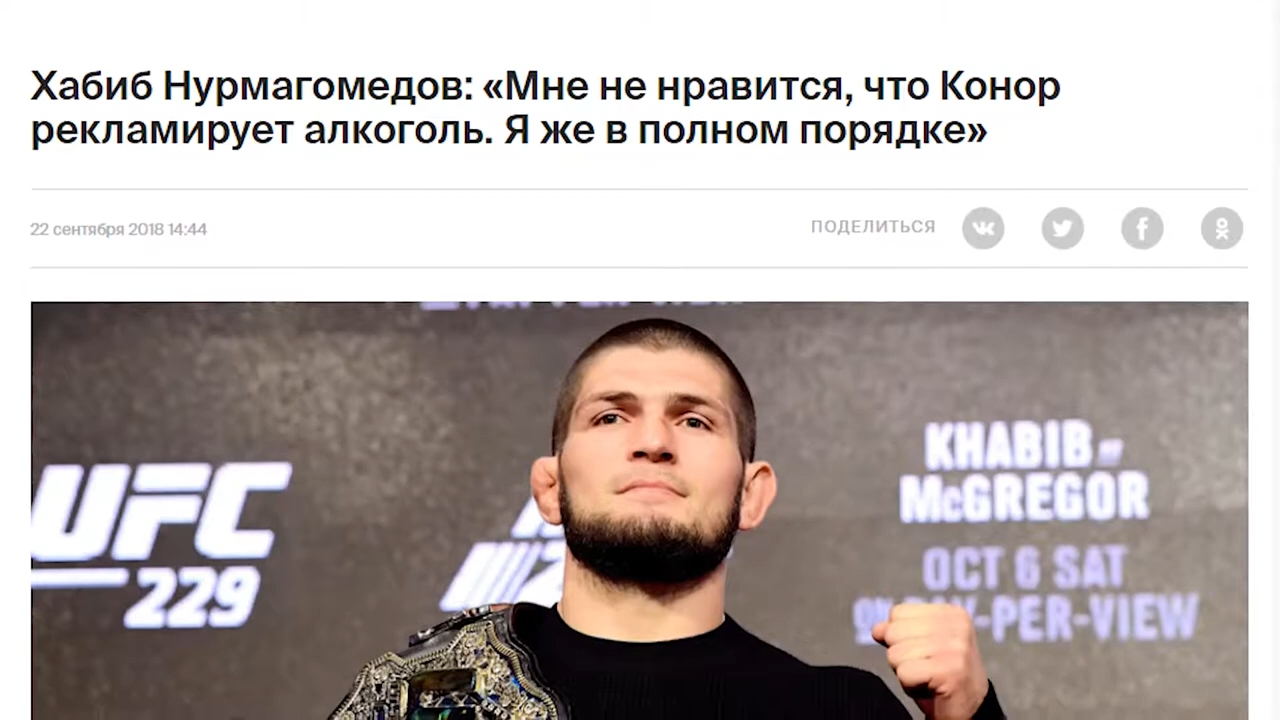 Хабиб Нурмагомедов: «Мне не нравится, что Конор
рекламирует алкоголь. Я же в полном порядке»
22 сентября 2018 14:44
ПОДЕЛИТЬСЯ
KHABIB
McGREGOR
UFC
229
OCT 6 SAT
PAY-PER-VIEW